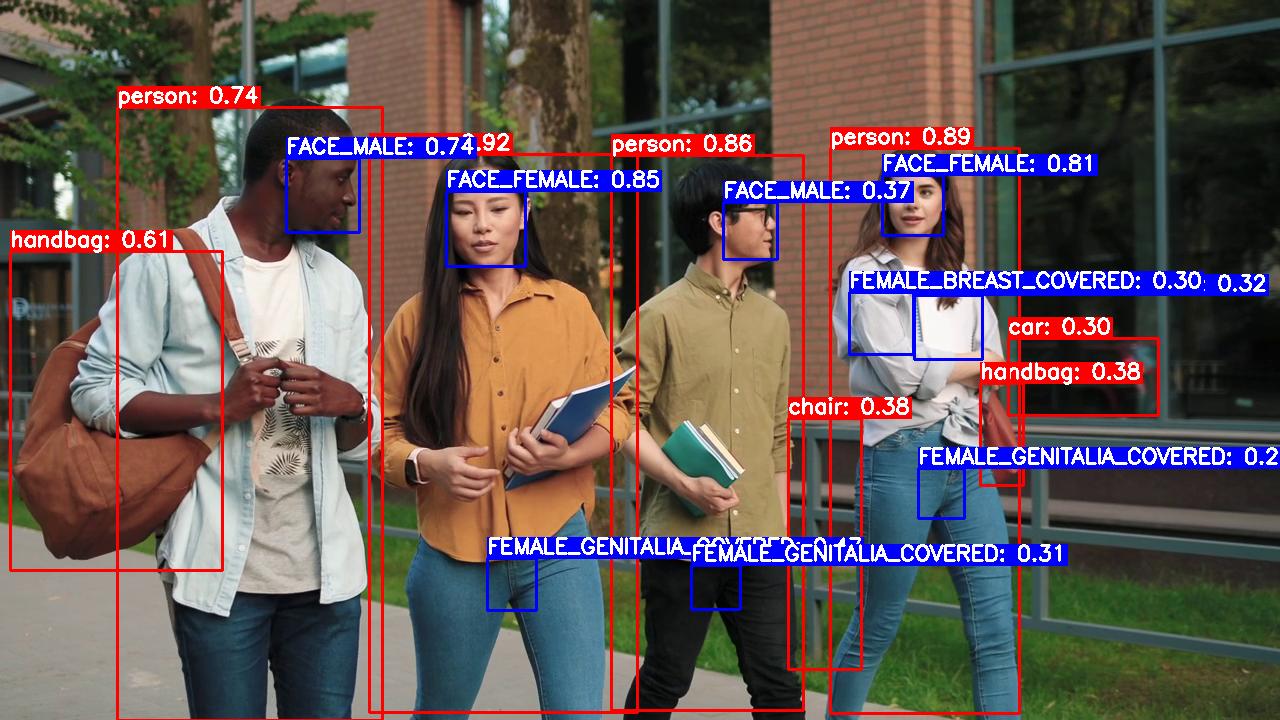 person: 0.74
person: 0.89
FACE_MALE: 0.74
.92
person: 0.86
FACE_FEMALE: 0.81
FACE_FEMALE: 0.85
FACE_MALE: 0.37
handbag: 0.61
FEMALE_BREAST_COVERED: 0.30
: 0.32
car: 0.30
handbag: 0.38
chair: 0.38
FEMALE_GENITALIA_COVERED: 0.2
FEMALE_GENITALIA_COVERED:
FEMALE_GENITALIA_COVERED: 0.31